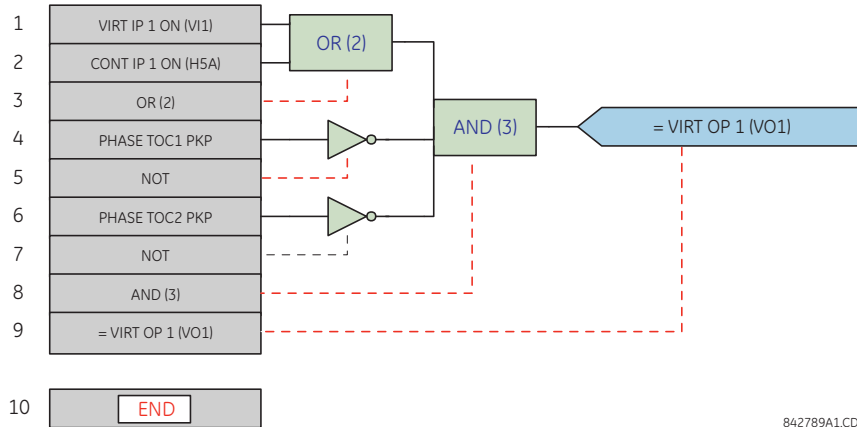 1 VIRT IP 1 ON (VI1)
OR (2)
2 CONT IP 1 ON (H5A)
3 OR (2)
4 PHASE TOC1 PKP
AND (3)
= VIRT OP 1 (VO1)
5 NOT
6 PHASE TOC2 PKP
7 NOT
8 AND (3)
9 = VIRT OP 1 (VO1)
10 END
842789A1.CD